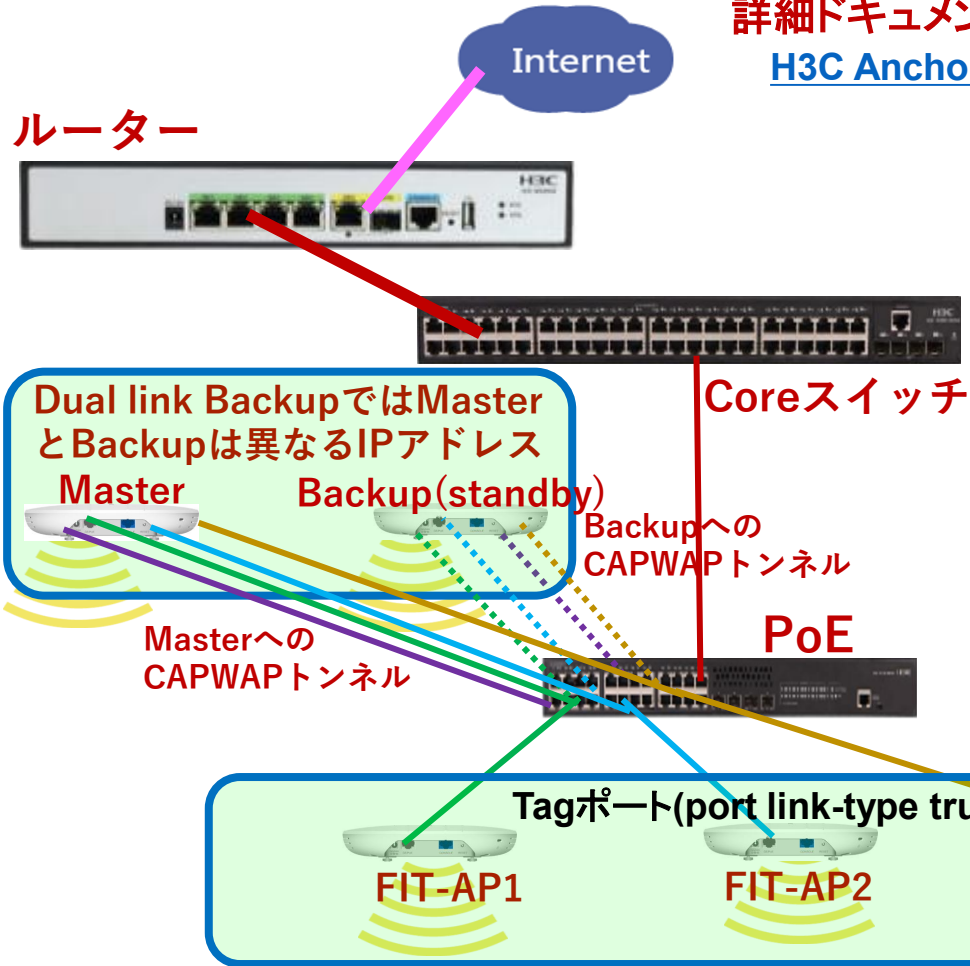 詳細ドキュメン
H3C Ancho
Internet
ルーター
H3C
H3C
Coreスイッチ
Dual link BackupではMaster
とBackupは異なるIPアドレス
Master
Backup(standby)
Backupへの
CAPWAPトンネル
Masterへの
CAPWAPトンネル
PoE
Tagポート(port link-type tru
FIT-AP1
FIT-AP2